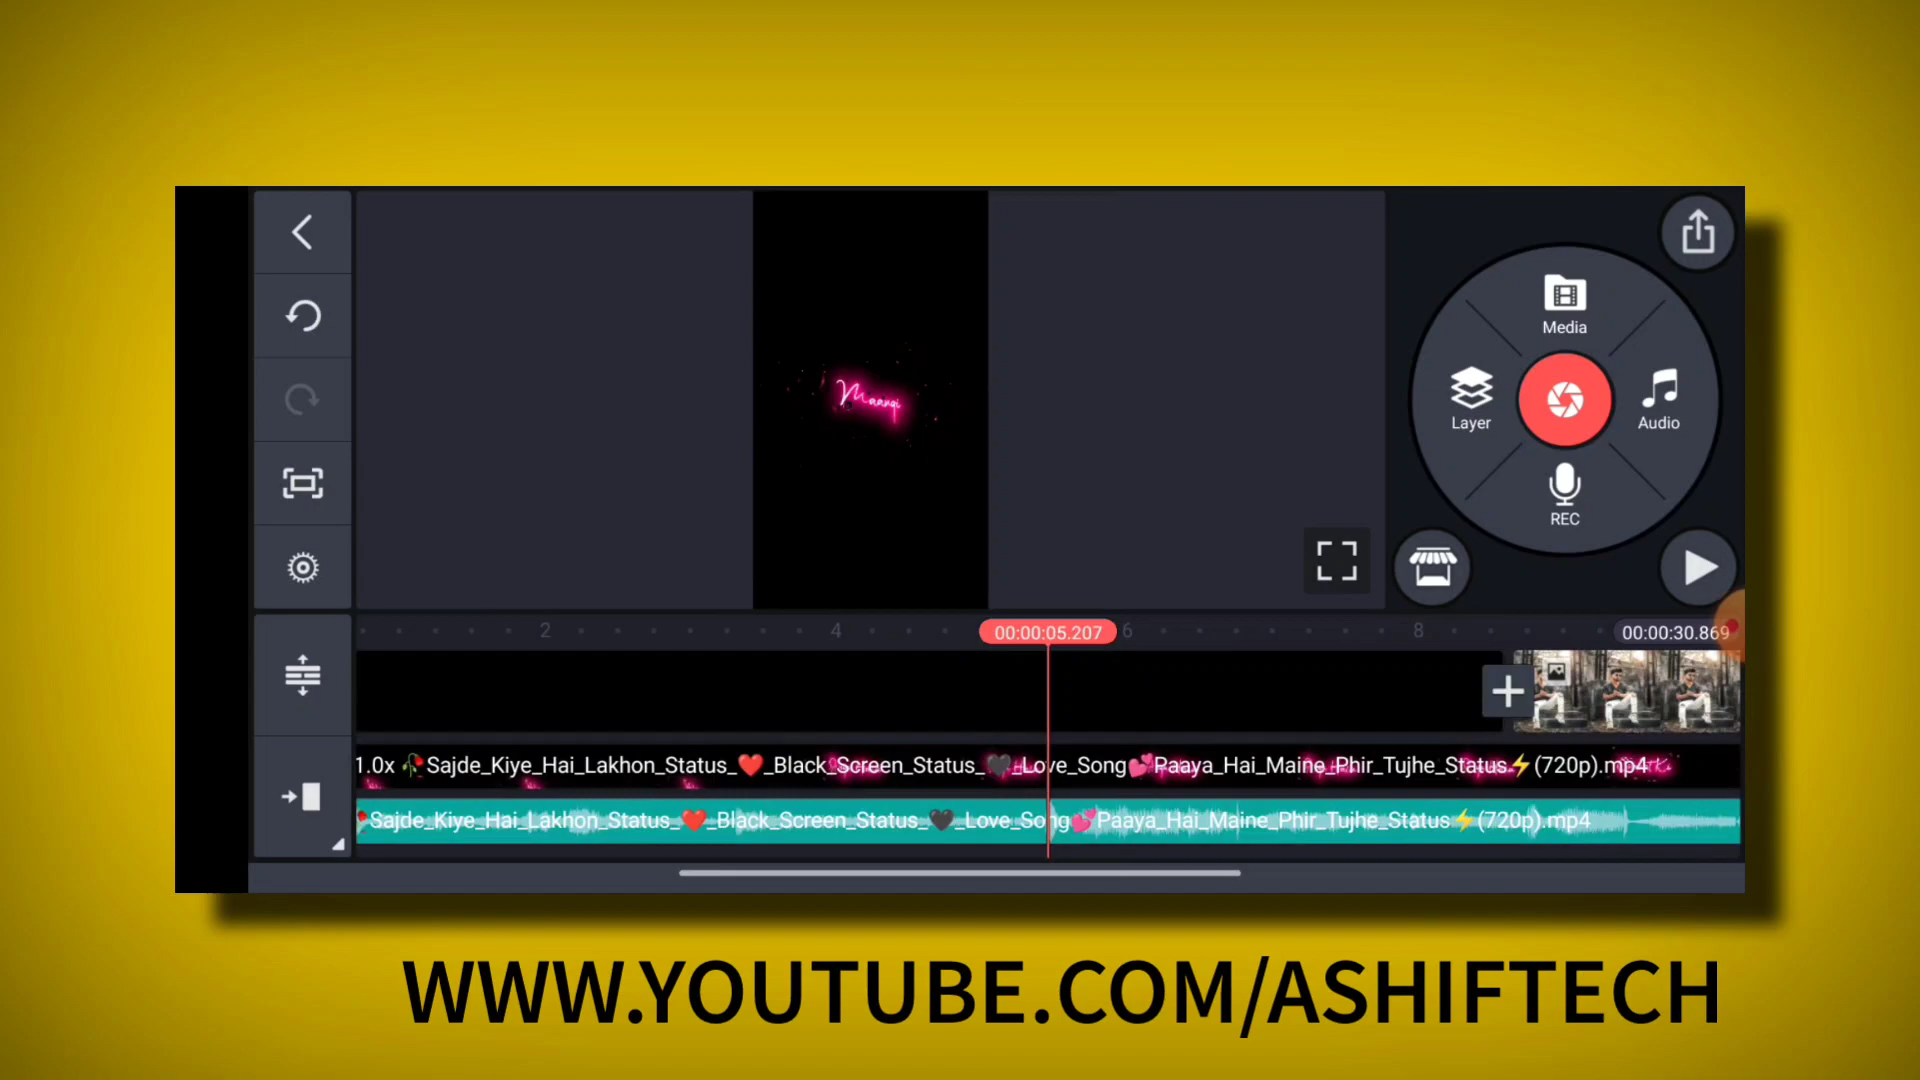 Media
Layer
Audio
REC
Maangi
2
4
00:00:05.207
6
8
00:00:30.869
1.0x 🥀Sajde_Kiye_Hai_Lakhon_Status_❤️_Black_Screen_Status_🖤_Love_Song💕Paaya_Hai_Maine_Phir_Tujhe_Status⚡(720p).mp4
Sajde_Kiye_Hai_Lakhon_Status_❤️_Black_Screen_Status_🖤_Love_Song💕Paaya_Hai_Maine_Phir_Tujhe_Status⚡(720p).mp4
WWW.YOUTUBE.COM/ASHIFTECH